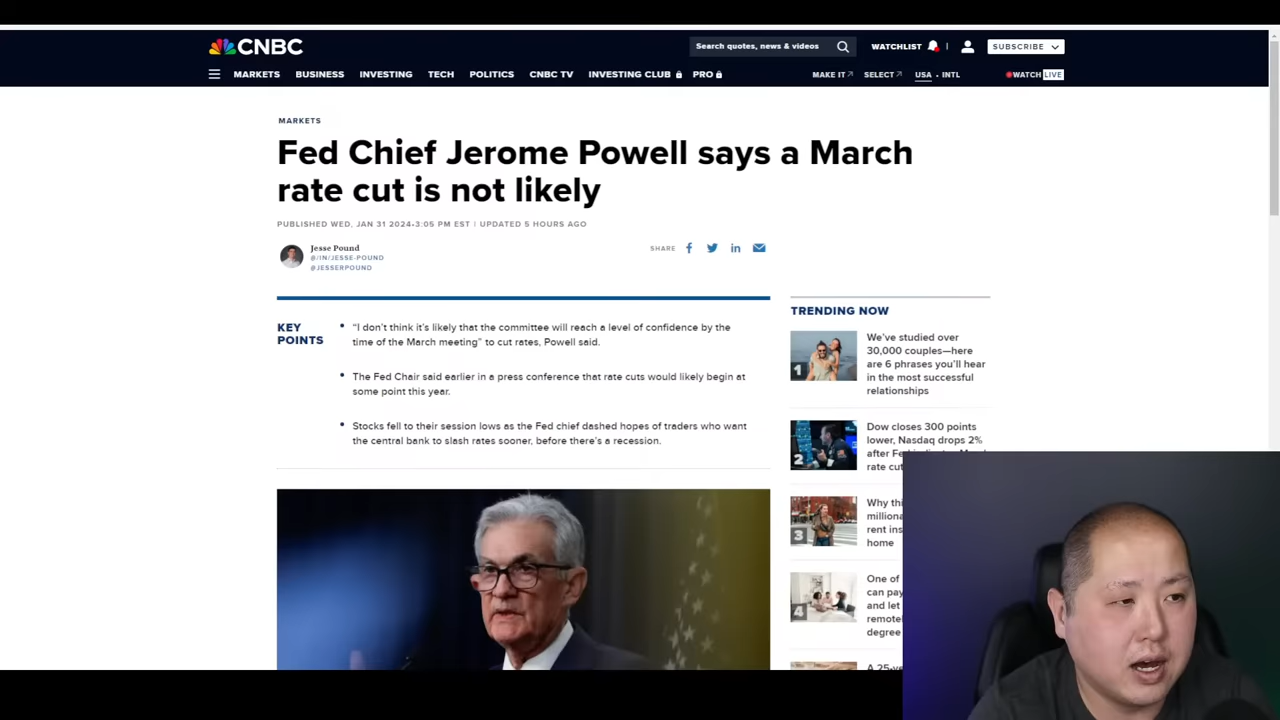 CNBC
Search quotes, news & videos
WATCHLIST
SUBSCRIBE
MARKETS BUSINESS INVESTING TECH POLITICS CNBC TV INVESTING CLUB PRO
MAKE IT SELECT USA • INTL WATCH LIVE
MARKETS
Fed Chief Jerome Powell says a March
rate cut is not likely
PUBLISHED WED, JAN 31 2024•3:05 PM EST | UPDATED 5 HOURS AGO
Jesse Pound
@/IN/JESSE-POUND
@JESSERPOUND
SHARE
KEY
POINTS
“I don’t think it’s likely that the committee will reach a level of confidence by the
time of the March meeting” to cut rates, Powell said.
The Fed Chair said earlier in a press conference that rate cuts would likely begin at
some point this year.
Stocks fell to their session lows as the Fed chief dashed hopes of traders who want
the central bank to slash rates sooner, before there’s a recession.
TRENDING NOW
1
We’ve studied over
30,000 couples—here
are 6 phrases you’ll hear
in the most successful
relationships
2
Dow closes 300 points
lower, Nasdaq drops 2%
after
rate cut
3
Why
rent
home
4
One of
can pay
and let
degree